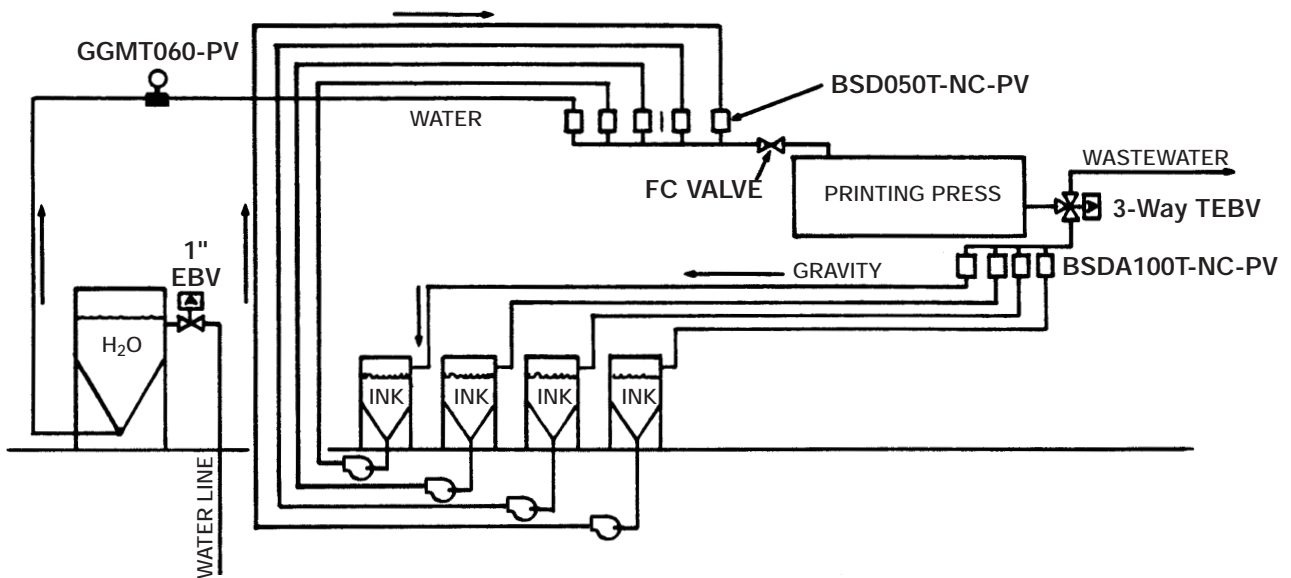 GGMT060-PV
BSD050T-NC-PV
WATER
WASTEWATER
FC VALVE
PRINTING PRESS
3-Way TEBV
1"
EBV
GRAVITY
BSDA100T-NC-PV
H₂O
INK
INK
INK
INK
WATER LINE